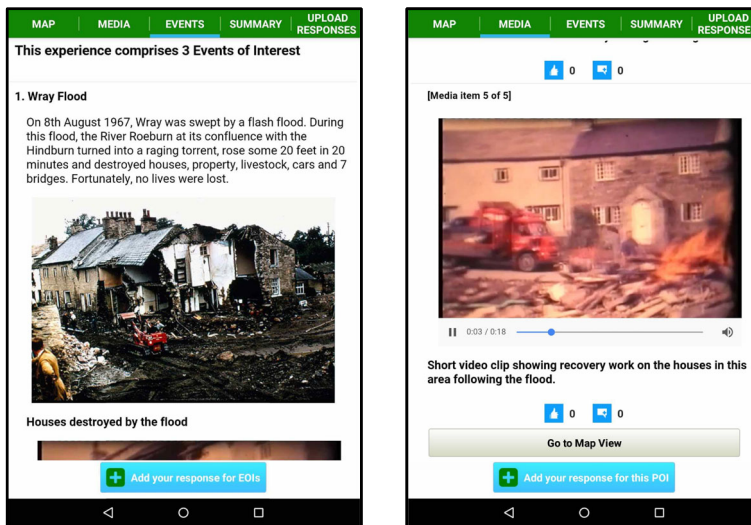 MAP MEDIA EVENTS SUMMARY UPLOAD RESPONSES
This experience comprises 3 Events of Interest
1. Wray Flood
On 8th August 1967, Wray was swept by a flash flood. During
this flood, the River Roeburn at its confluence with the
Hindburn turned into a raging torrent, rose some 20 feet in 20
minutes and destroyed houses, property, livestock, cars and 7
bridges. Fortunately, no lives were lost.
Houses destroyed by the flood
Add your response for EOIs
MAP MEDIA EVENTS SUMMARY UPLOAD RESPONSES
0 0
[Media item 5 of 5]
0:03 / 0:18
Short video clip showing recovery work on the houses in this
area following the flood.
0 0
Go to Map View
Add your response for this POI